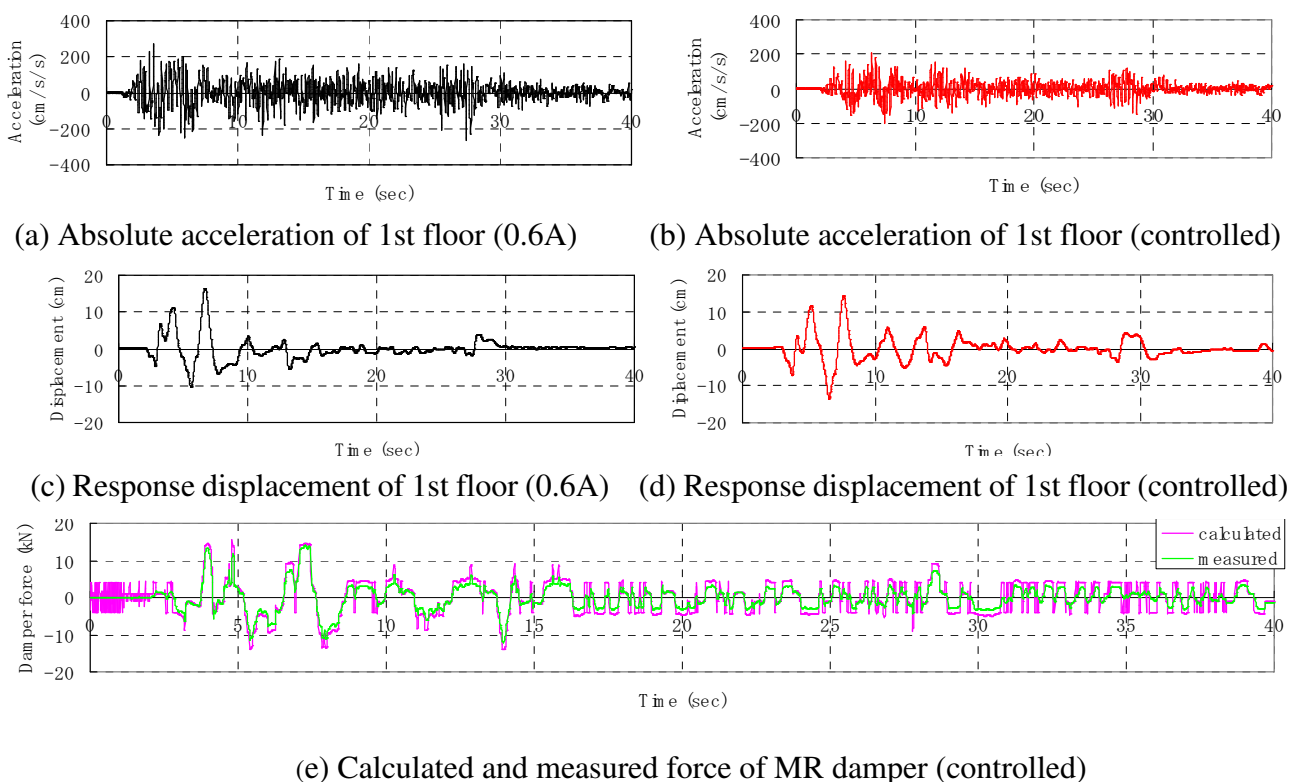 400
200
0
-200
-400
Acceleration
(cm/s/s)
0
10
20
30
40
Time (sec)
400
200
0
-200
-400
Acceleration
(cm/s/s)
0
10
20
30
40
Time (sec)
(a) Absolute acceleration of 1st floor (0.6A)
(b) Absolute acceleration of 1st floor (controlled)
20
10
0
-10
-20
Displacement (cm)
0
10
20
30
40
Time (sec)
20
10
0
-10
-20
Diplacement (cm)
0
10
20
30
40
Time (sec)
(c) Response displacement of 1st floor (0.6A)
(d) Response displacement of 1st floor (controlled)
20
10
0
-10
-20
Damper force (kN)
calculated
measured
0
5
10
15
20
25
30
35
40
Time (sec)
(e) Calculated and measured force of MR damper (controlled)